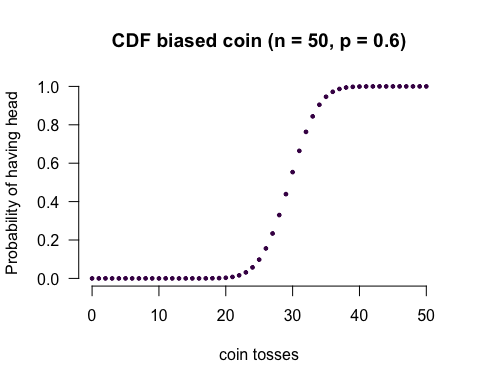 CDF biased coin (n = 50, p = 0.6)
Probability of having head
1.0
0.8
0.6
0.4
0.2
0.0
0 10 20 30 40 50
coin tosses